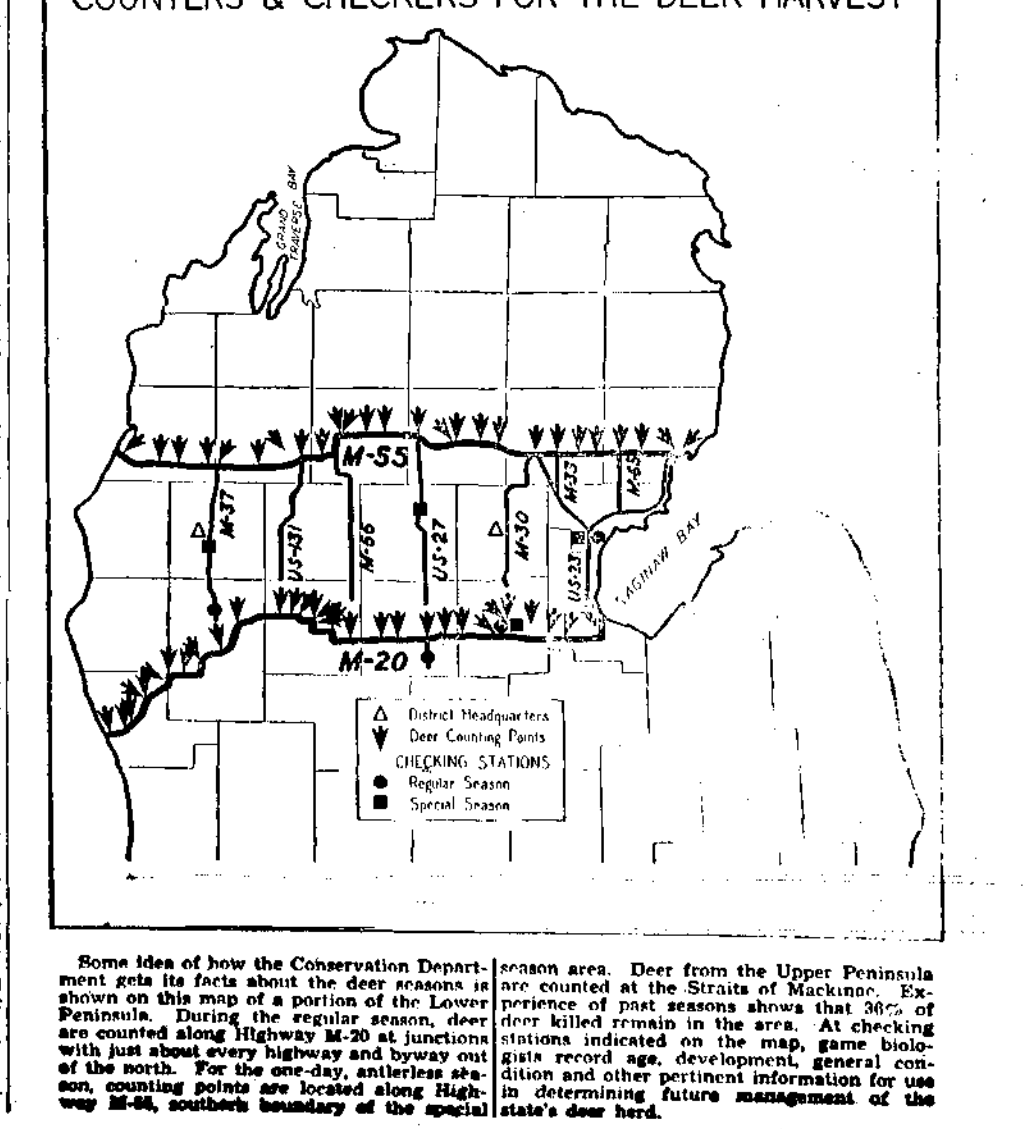 COUNTERS & CHECKERS FOR THE DEER HARVEST
GRAND
TRAVERSE BAY
M-55
M-33
M-65
M-37
US-131
M-66
US-27
M-30
US-23
SAGINAW BAY
M-20
District Headquarters
Deer Counting Points
CHECKING STATIONS
Regular Season
Special Season
Some idea of how the Conservation Depart-
ment gets its facts about the deer seasons is
shown on this map of a portion of the Lower
Peninsula. During the regular season, deer
are counted along Highway M-20 at junctions
with just about every highway and byway out
of the north. For the one-day, antlerless sea-
son, counting points are located along High-
way M-55, southern boundary of the special
season area. Deer from the Upper Peninsula
are counted at the Straits of Mackinac. Ex-
perience of past seasons shows that 36% of
deer killed remain in the area. At checking
stations indicated on the map, game biolo-
gists record age, development, general con-
dition and other pertinent information for use
in determining future management of the
state's deer herd.